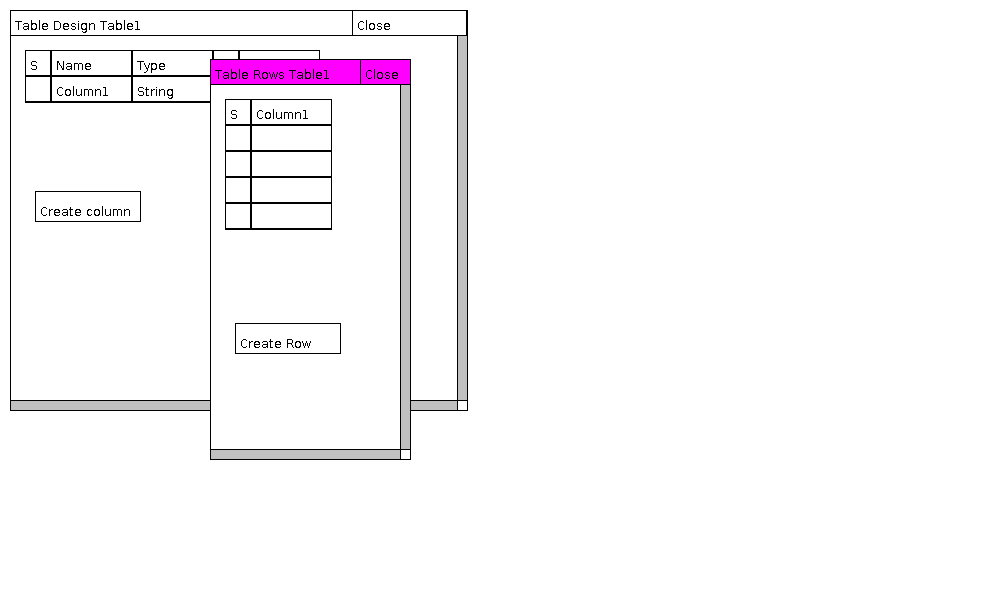 Table Design Table1 Close
S Name Type
Column1 String
Create column
Table Rows Table1 Close
S Column1
Create Row